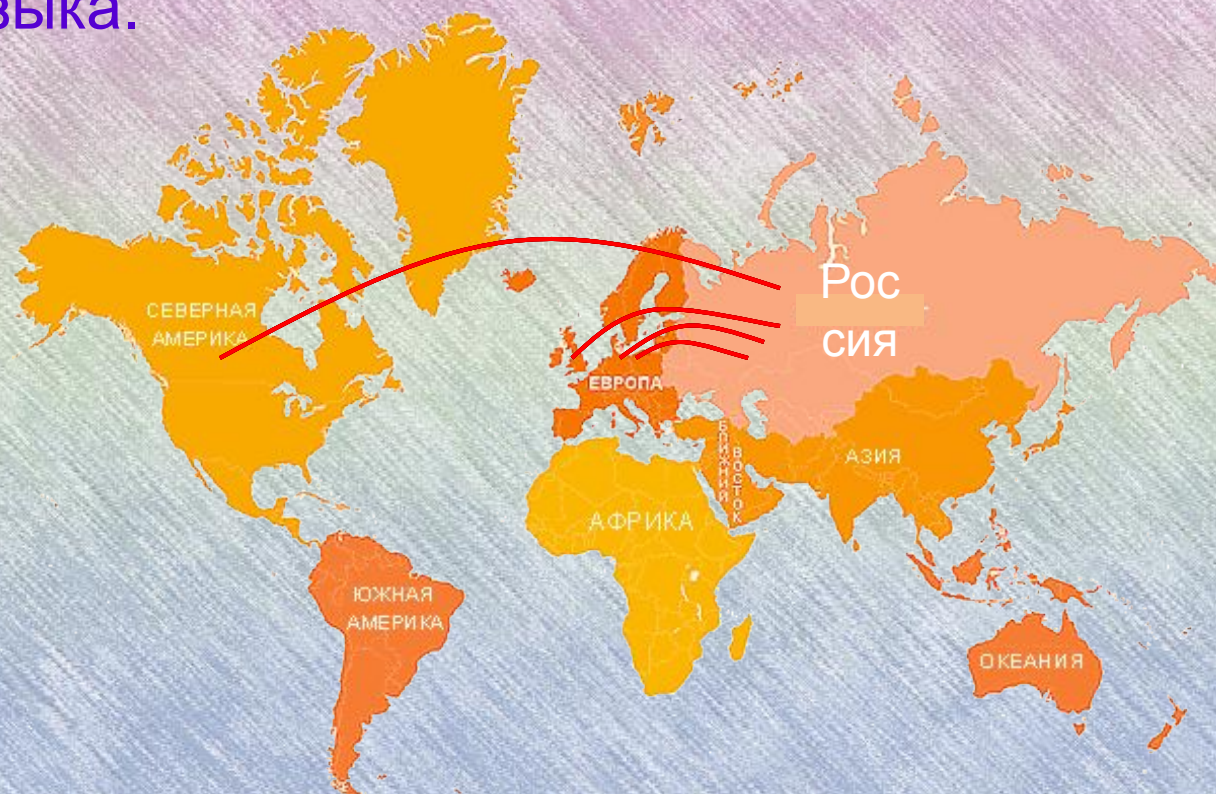 зыка.
СЕВЕРНАЯ
АМЕРИКА
Рос
сия
ЕВРОПА
БЛИЖНИЙ
ВОСТОК
АЗИЯ
АФРИКА
ЮЖНАЯ
АМЕРИКА
ОКЕАНИЯ